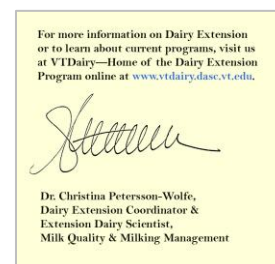 For more information on Dairy Extension
or to learn about current programs, visit us
at VTDairy—Home of the Dairy Extension
Program online at www.vtdairy.dasc.vt.edu.
Dr. Christina Petersson-Wolfe,
Dairy Extension Coordinator &
Extension Dairy Scientist,
Milk Quality & Milking Management